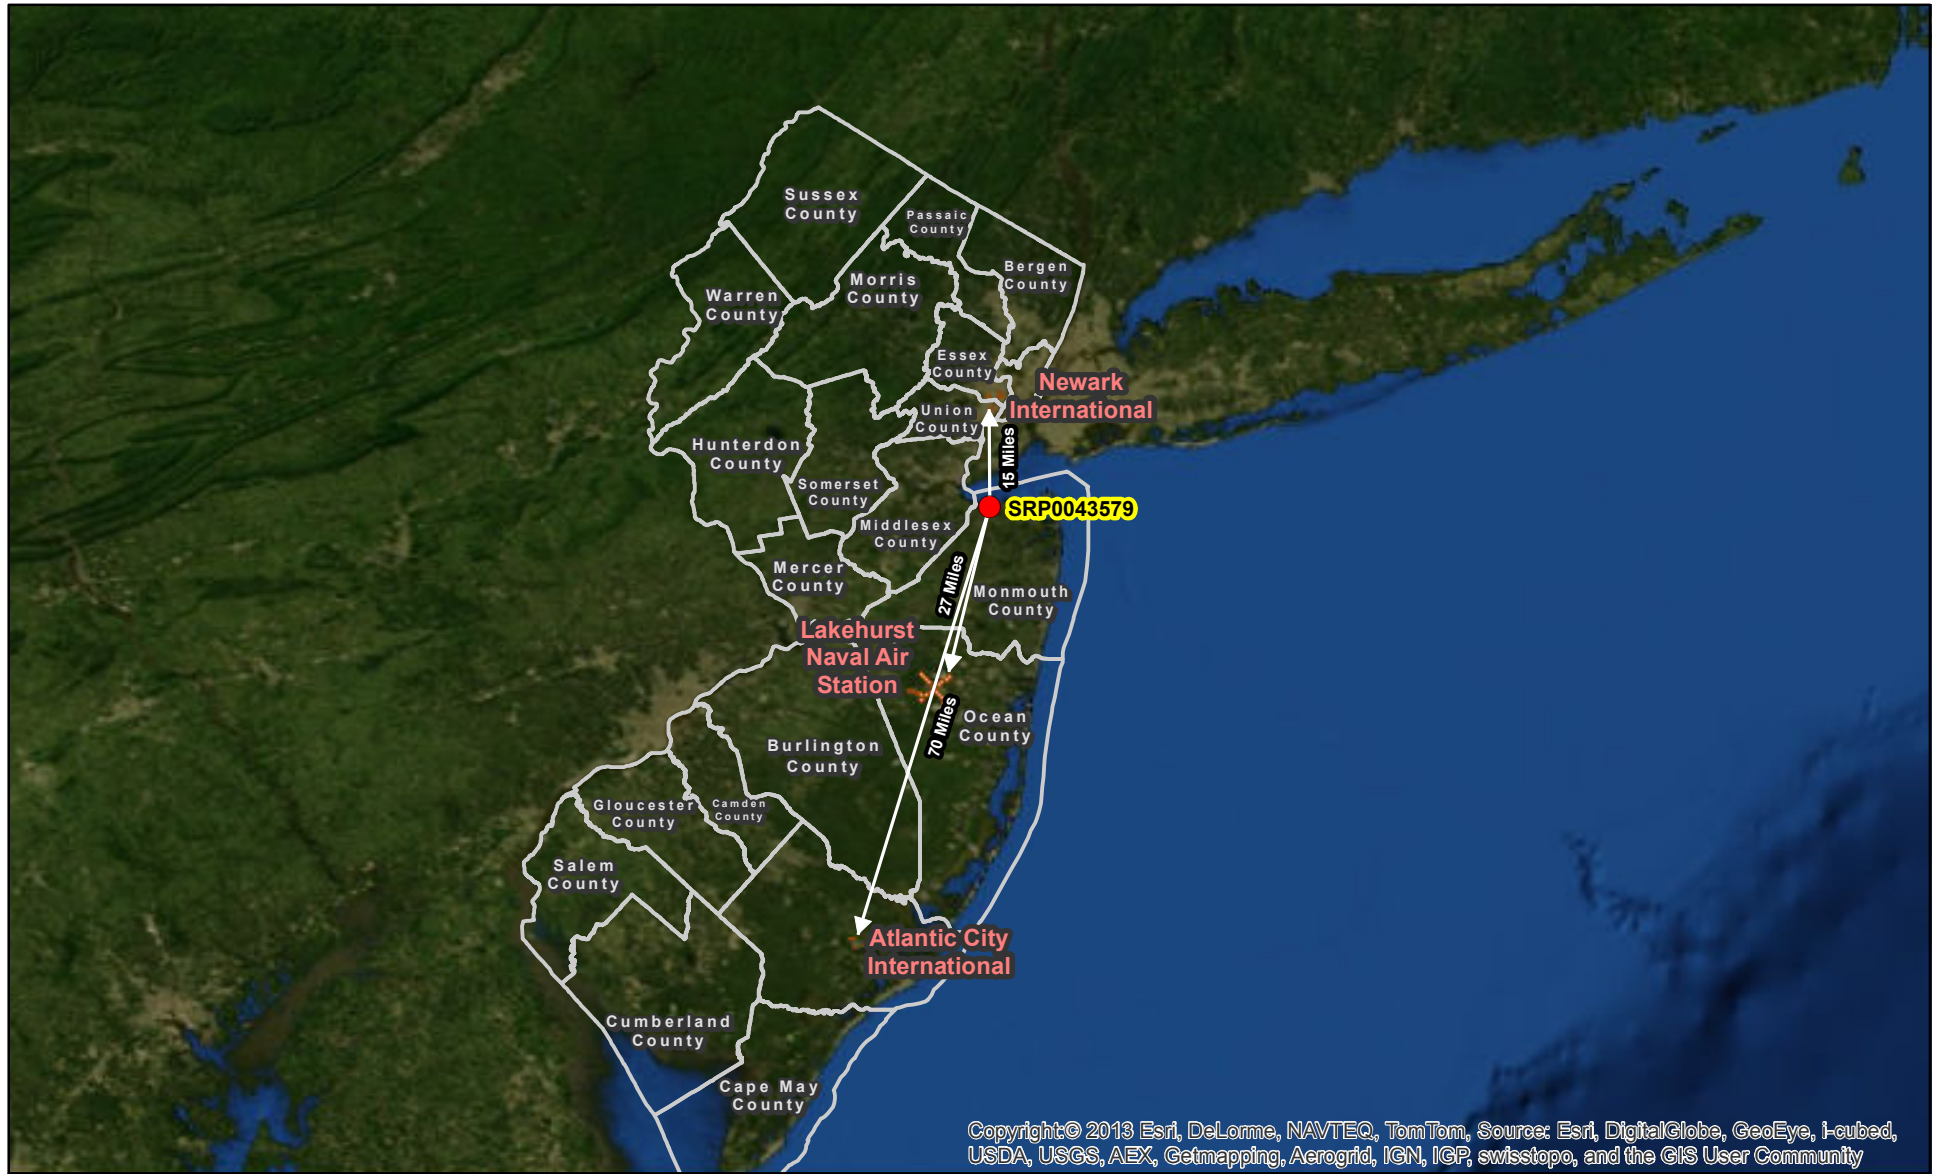 Sussex
County
Passaic
County
Bergen
County
Morris
County
Warren
County
Essex
County
Newark
International
Union
County
15 Miles
Hunterdon
County
Somerset
County
SRP0043579
Middlesex
County
Mercer
County
27 Miles
Monmouth
County
Lakehurst
Naval Air
Station
70 Miles
Ocean
County
Burlington
County
Gloucester
County
Camden
County
Salem
County
Atlantic City
International
Cumberland
County
Cape May
County
Copyright:© 2013 Esri, DeLorme, NAVTEQ, TomTom, Source: Esri, DigitalGlobe, GeoEye, i-cubed,
USDA, USGS, AEX, Getmapping, Aerogrid, IGN, IGP, swisstopo, and the GIS User Community